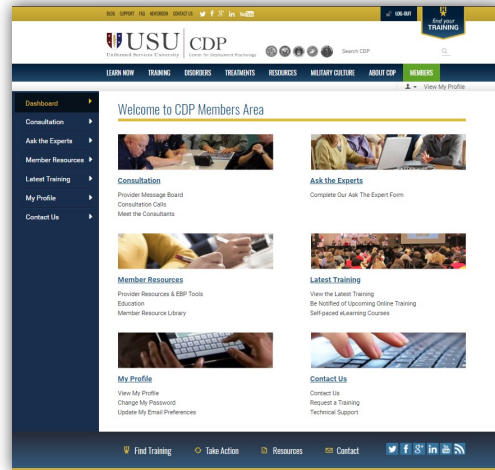 BLOG SUPPORT FAQ NEWSROOM CONTACT US
LOG-OUT
find your
TRAINING
USU CDP
Uniformed Services University Center for Deployment Psychology
Search CDP
LEARN NOW TRAINING DISORDERS TREATMENTS RESOURCES MILITARY CULTURE ABOUT CDP MEMBERS
View My Profile
Dashboard
Consultation
Ask the Experts
Member Resources
Latest Training
My Profile
Contact Us
Welcome to CDP Members Area
Consultation
Provider Message Board
Consultation Calls
Meet the Consultants
Ask the Experts
Complete Our Ask The Expert Form
Member Resources
Provider Resources & EBP Tools
Education
Member Resource Library
Latest Training
View the Latest Training
Be Notified of Upcoming Online Training
Self-paced eLearning Courses
My Profile
View My Profile
Change My Password
Update My Email Preferences
Contact Us
Contact Us
Request a Training
Technical Support
Find Training Take Action Resources Contact